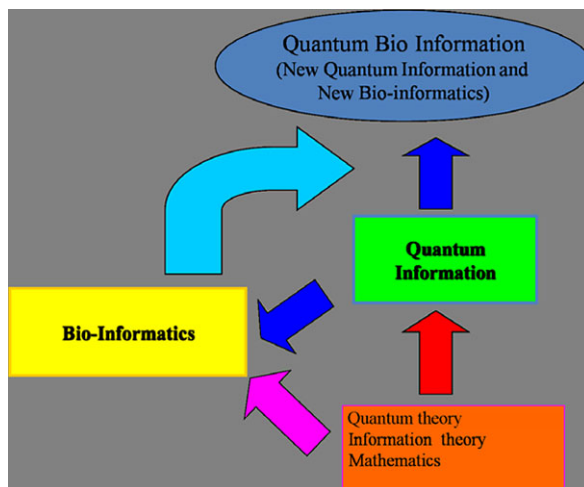 Quantum Bio Information
(New Quantum Information and
New Bio-informatics)
Quantum
Information
Bio-Informatics
Quantum theory
Information theory
Mathematics